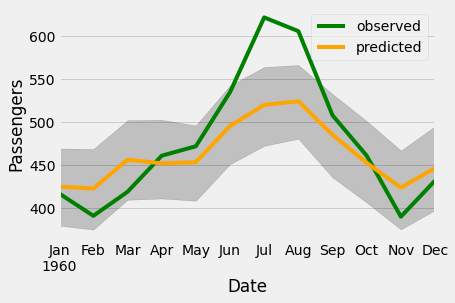 observed
predicted
600
550
500
450
400
Passengers
Jan Feb Mar Apr May Jun Jul Aug Sep Oct Nov Dec
1960
Date